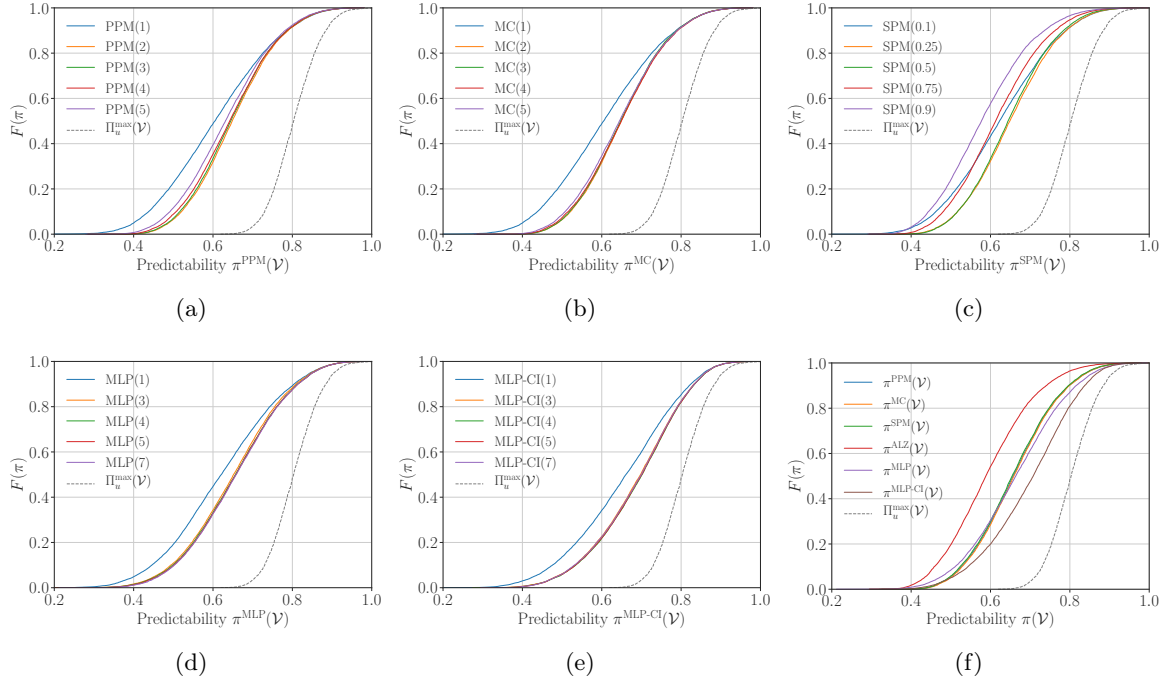 1.0
0.8
0.6
0.4
0.2
0.0
F(π)
PPM(1)
PPM(2)
PPM(3)
PPM(4)
PPM(5)
Π_u^max(𝒱)
0.2 0.4 0.6 0.8 1.0
Predictability π^PPM(𝒱)
(a)
1.0
0.8
0.6
0.4
0.2
0.0
F(π)
MC(1)
MC(2)
MC(3)
MC(4)
MC(5)
Π_u^max(𝒱)
0.2 0.4 0.6 0.8 1.0
Predictability π^MC(𝒱)
(b)
1.0
0.8
0.6
0.4
0.2
0.0
F(π)
SPM(0.1)
SPM(0.25)
SPM(0.5)
SPM(0.75)
SPM(0.9)
Π_u^max(𝒱)
0.2 0.4 0.6 0.8 1.0
Predictability π^SPM(𝒱)
(c)
1.0
0.8
0.6
0.4
0.2
0.0
F(π)
MLP(1)
MLP(3)
MLP(4)
MLP(5)
MLP(7)
Π_u^max(𝒱)
0.2 0.4 0.6 0.8 1.0
Predictability π^MLP(𝒱)
(d)
1.0
0.8
0.6
0.4
0.2
0.0
F(π)
MLP-CI(1)
MLP-CI(3)
MLP-CI(4)
MLP-CI(5)
MLP-CI(7)
Π_u^max(𝒱)
0.2 0.4 0.6 0.8 1.0
Predictability π^MLP-CI(𝒱)
(e)
1.0
0.8
0.6
0.4
0.2
0.0
F(π)
π^PPM(𝒱)
π^MC(𝒱)
π^SPM(𝒱)
π^ALZ(𝒱)
π^MLP(𝒱)
π^MLP-CI(𝒱)
Π_u^max(𝒱)
0.2 0.4 0.6 0.8 1.0
Predictability π(𝒱)
(f)